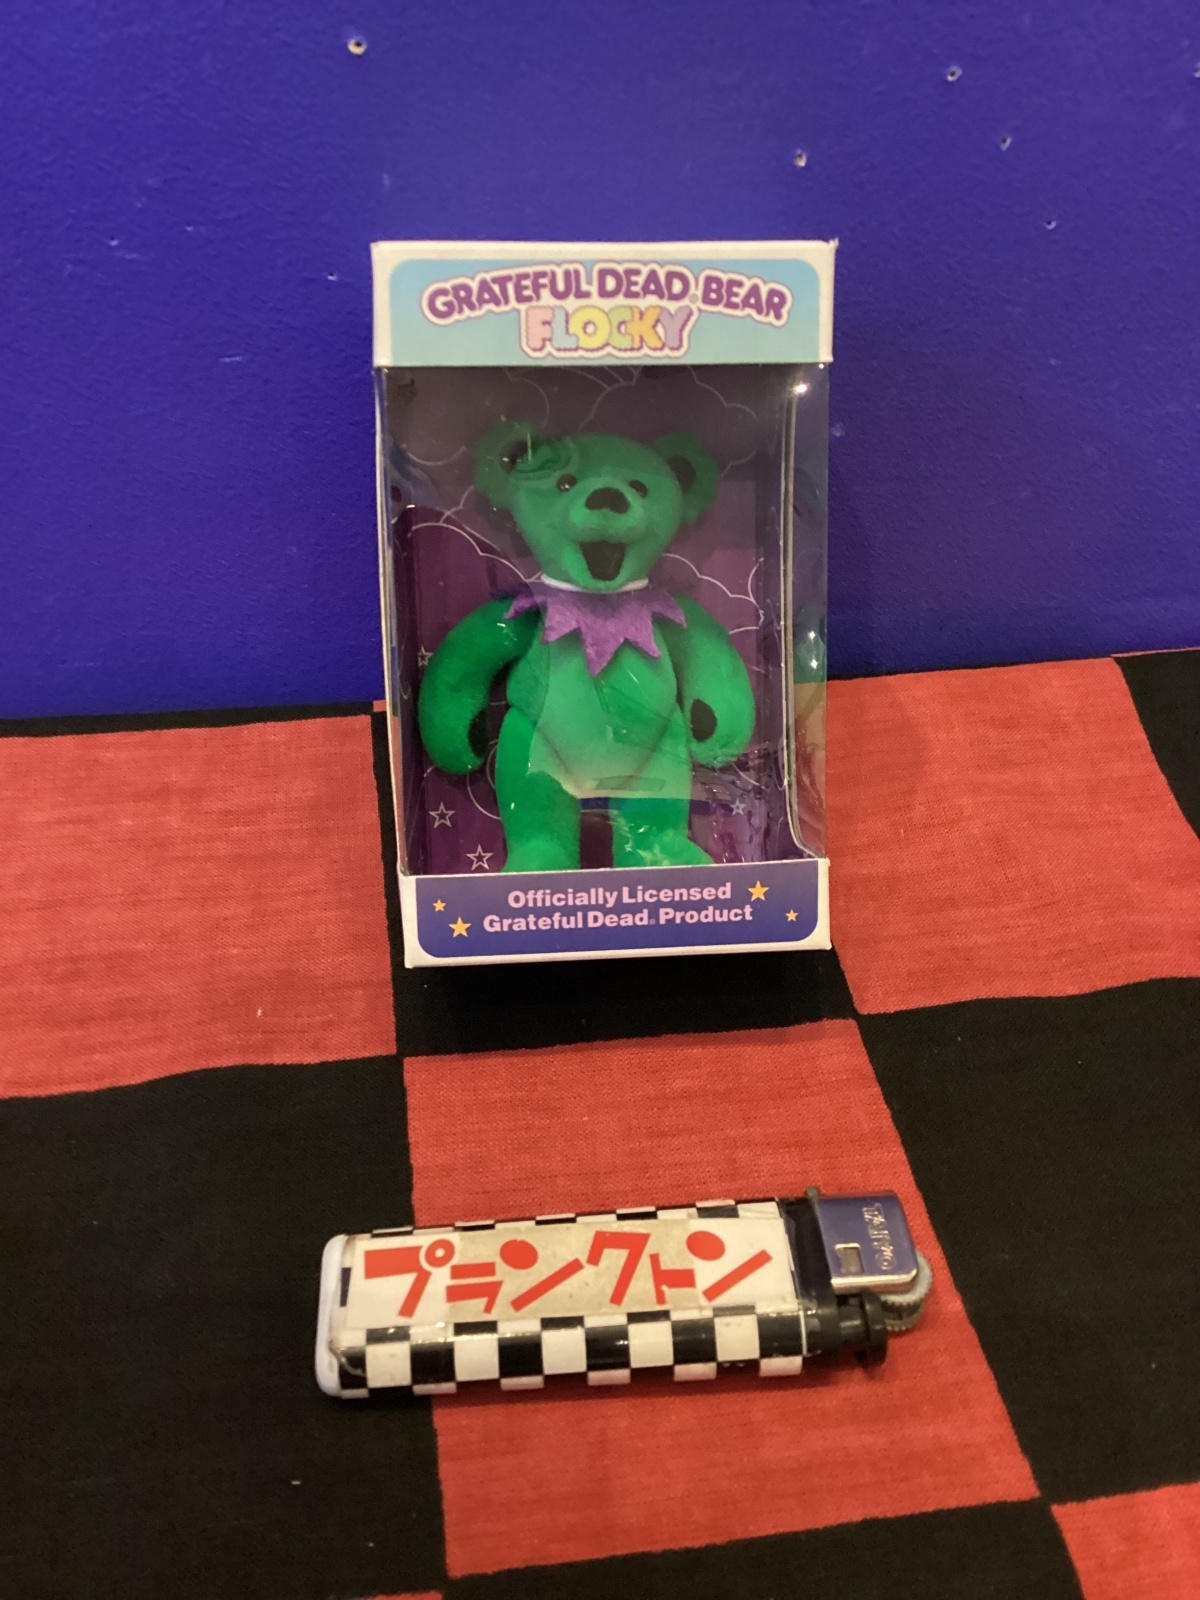 GRATEFUL DEAD® BEAR
FLOCKY
Officially Licensed
Grateful Dead® Product
プランクトン